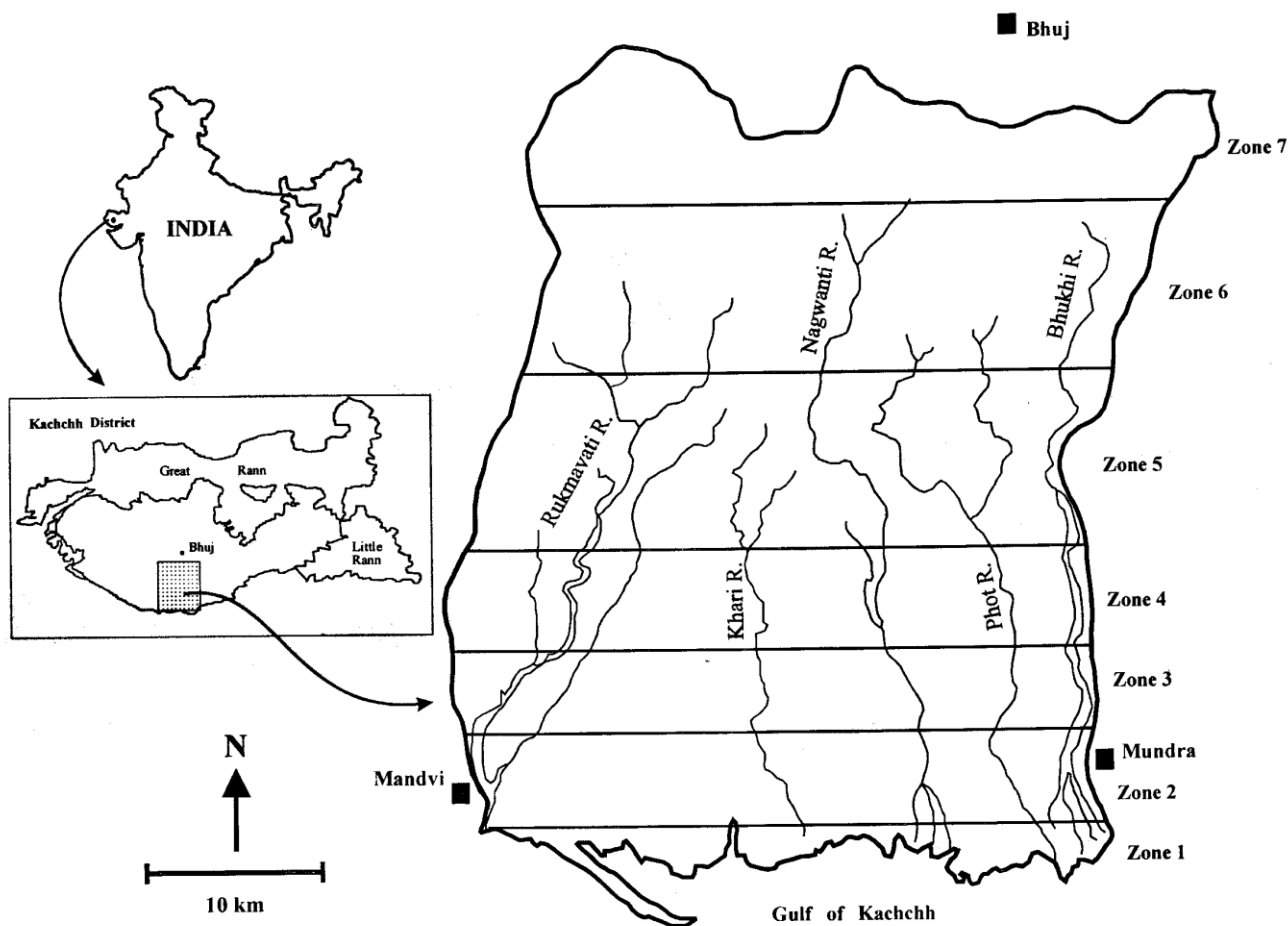 Bhuj
INDIA
Kachchh District
Great Rann
Bhuj
Little
Rann
N
10 km
Zone 7
Nagwanti R.
Bhukhi R.
Zone 6
Rukmavati R.
Zone 5
Khari R.
Phot R.
Zone 4
Zone 3
Mandvi
Mundra
Zone 2
Zone 1
Gulf of Kachchh